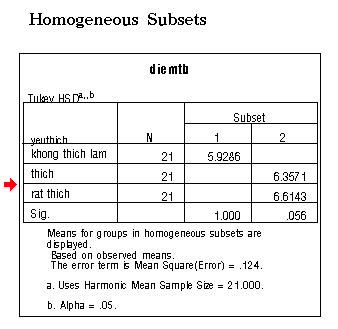 Homogeneous Subsets
diemtb
Tukey HSDa,,b
Subset
yeuthich N 1 2
khong thich lam 21 5.9286
thich 21 6.3571
rat thich 21 6.6143
Sig. 1.000 .056
Means for groups in homogeneous subsets are
displayed.
Based on observed means.
The error term is Mean Square(Error) = .124.
a. Uses Harmonic Mean Sample Size = 21.000.
b. Alpha = .05.